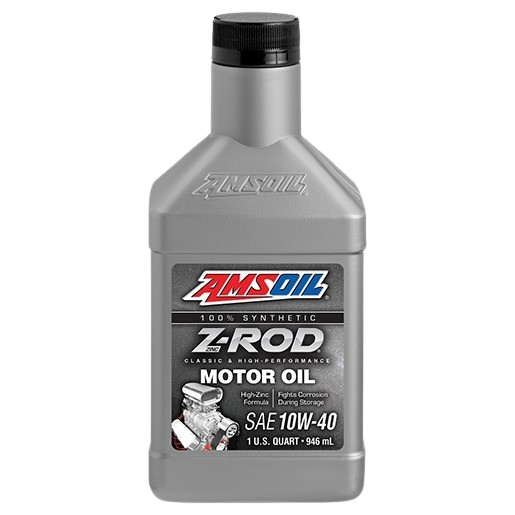 AMSOIL
AMSOIL
100% SYNTHETIC
Z-ROD
ZINC
CLASSIC & HIGH-PERFORMANCE
MOTOR OIL
High-Zinc Formula
Fights Corrosion During Storage
SAE 10W-40
1 U.S. QUART • 946 mL